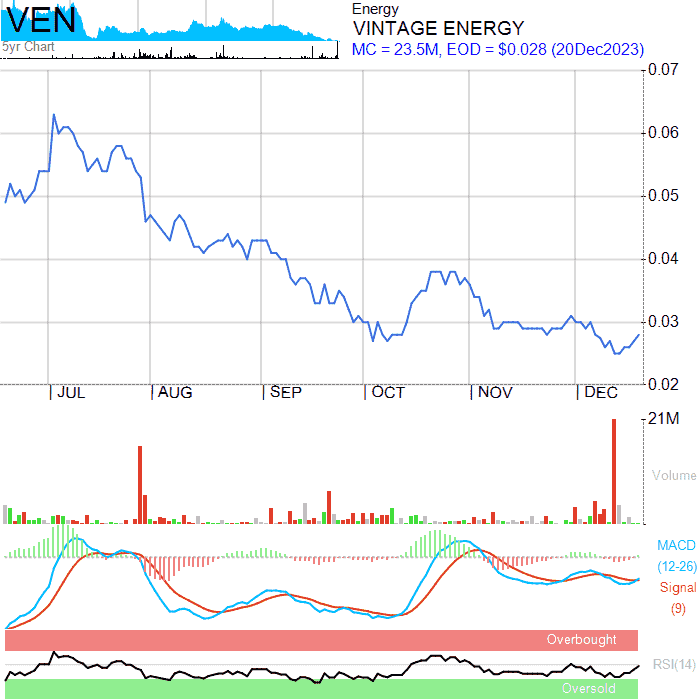 VEN
5yr Chart
Energy
VINTAGE ENERGY
MC = 23.5M, EOD = $0.028 (20Dec2023)
0.07
0.06
0.05
0.04
0.03
0.02
| JUL | AUG | SEP | OCT | NOV | DEC
21M
Volume
MACD
(12-26)
Signal
(9)
Overbought
RSI(14)
Oversold